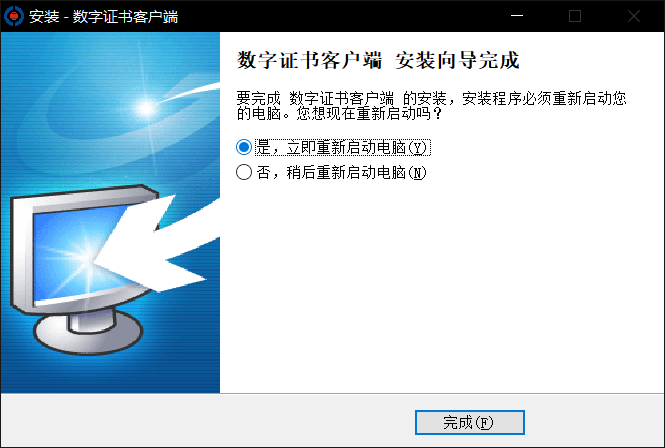 安装 - 数字证书客户端
数字证书客户端 安装向导完成
要完成 数字证书客户端 的安装，安装程序必须重新启动您
的电脑。您想现在重新启动吗？
是，立即重新启动电脑(Y)
否，稍后重新启动电脑(N)
完成(F)